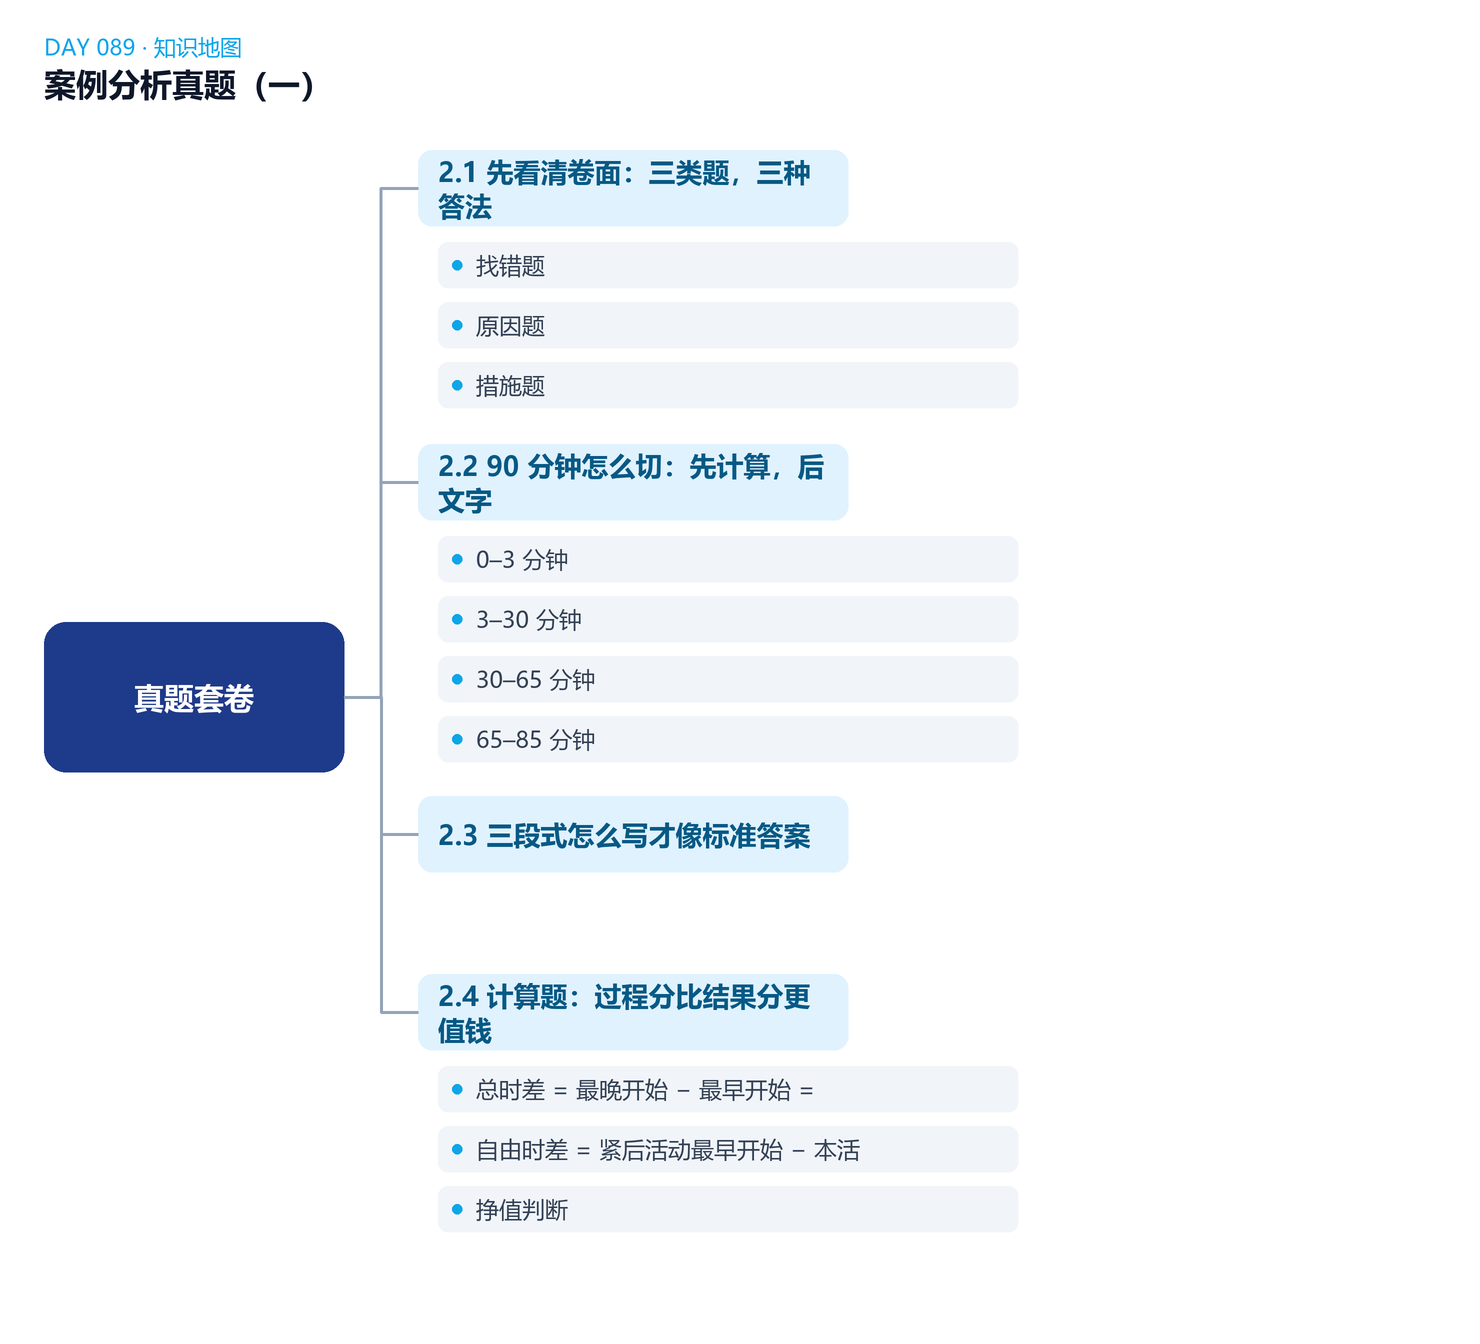 DAY 089 · 知识地图
案例分析真题（一）
2.1 先看清卷面：三类题，三种
答法
找错题
原因题
措施题
2.2 90 分钟怎么切：先计算，后
文字
0–3 分钟
3–30 分钟
30–65 分钟
65–85 分钟
真题套卷
2.3 三段式怎么写才像标准答案
2.4 计算题：过程分比结果分更
值钱
总时差 = 最晚开始 − 最早开始 =
自由时差 = 紧后活动最早开始 − 本活
挣值判断